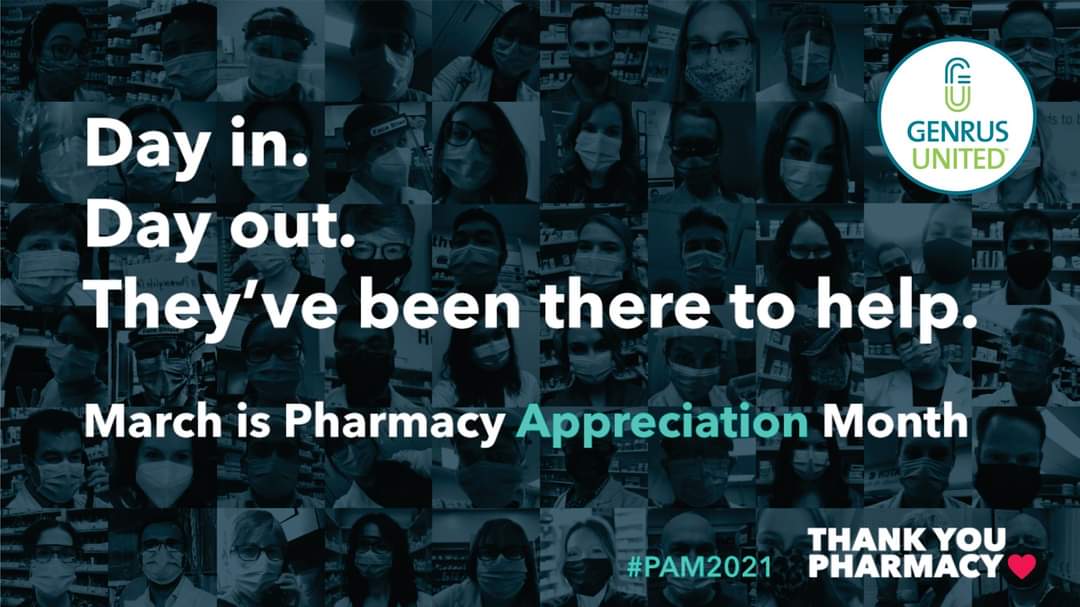 Day in.
Day out.
They've been there to help.
March is Pharmacy Appreciation Month
GENRUS
UNITED
#PAM2021
THANK YOU
PHARMACY